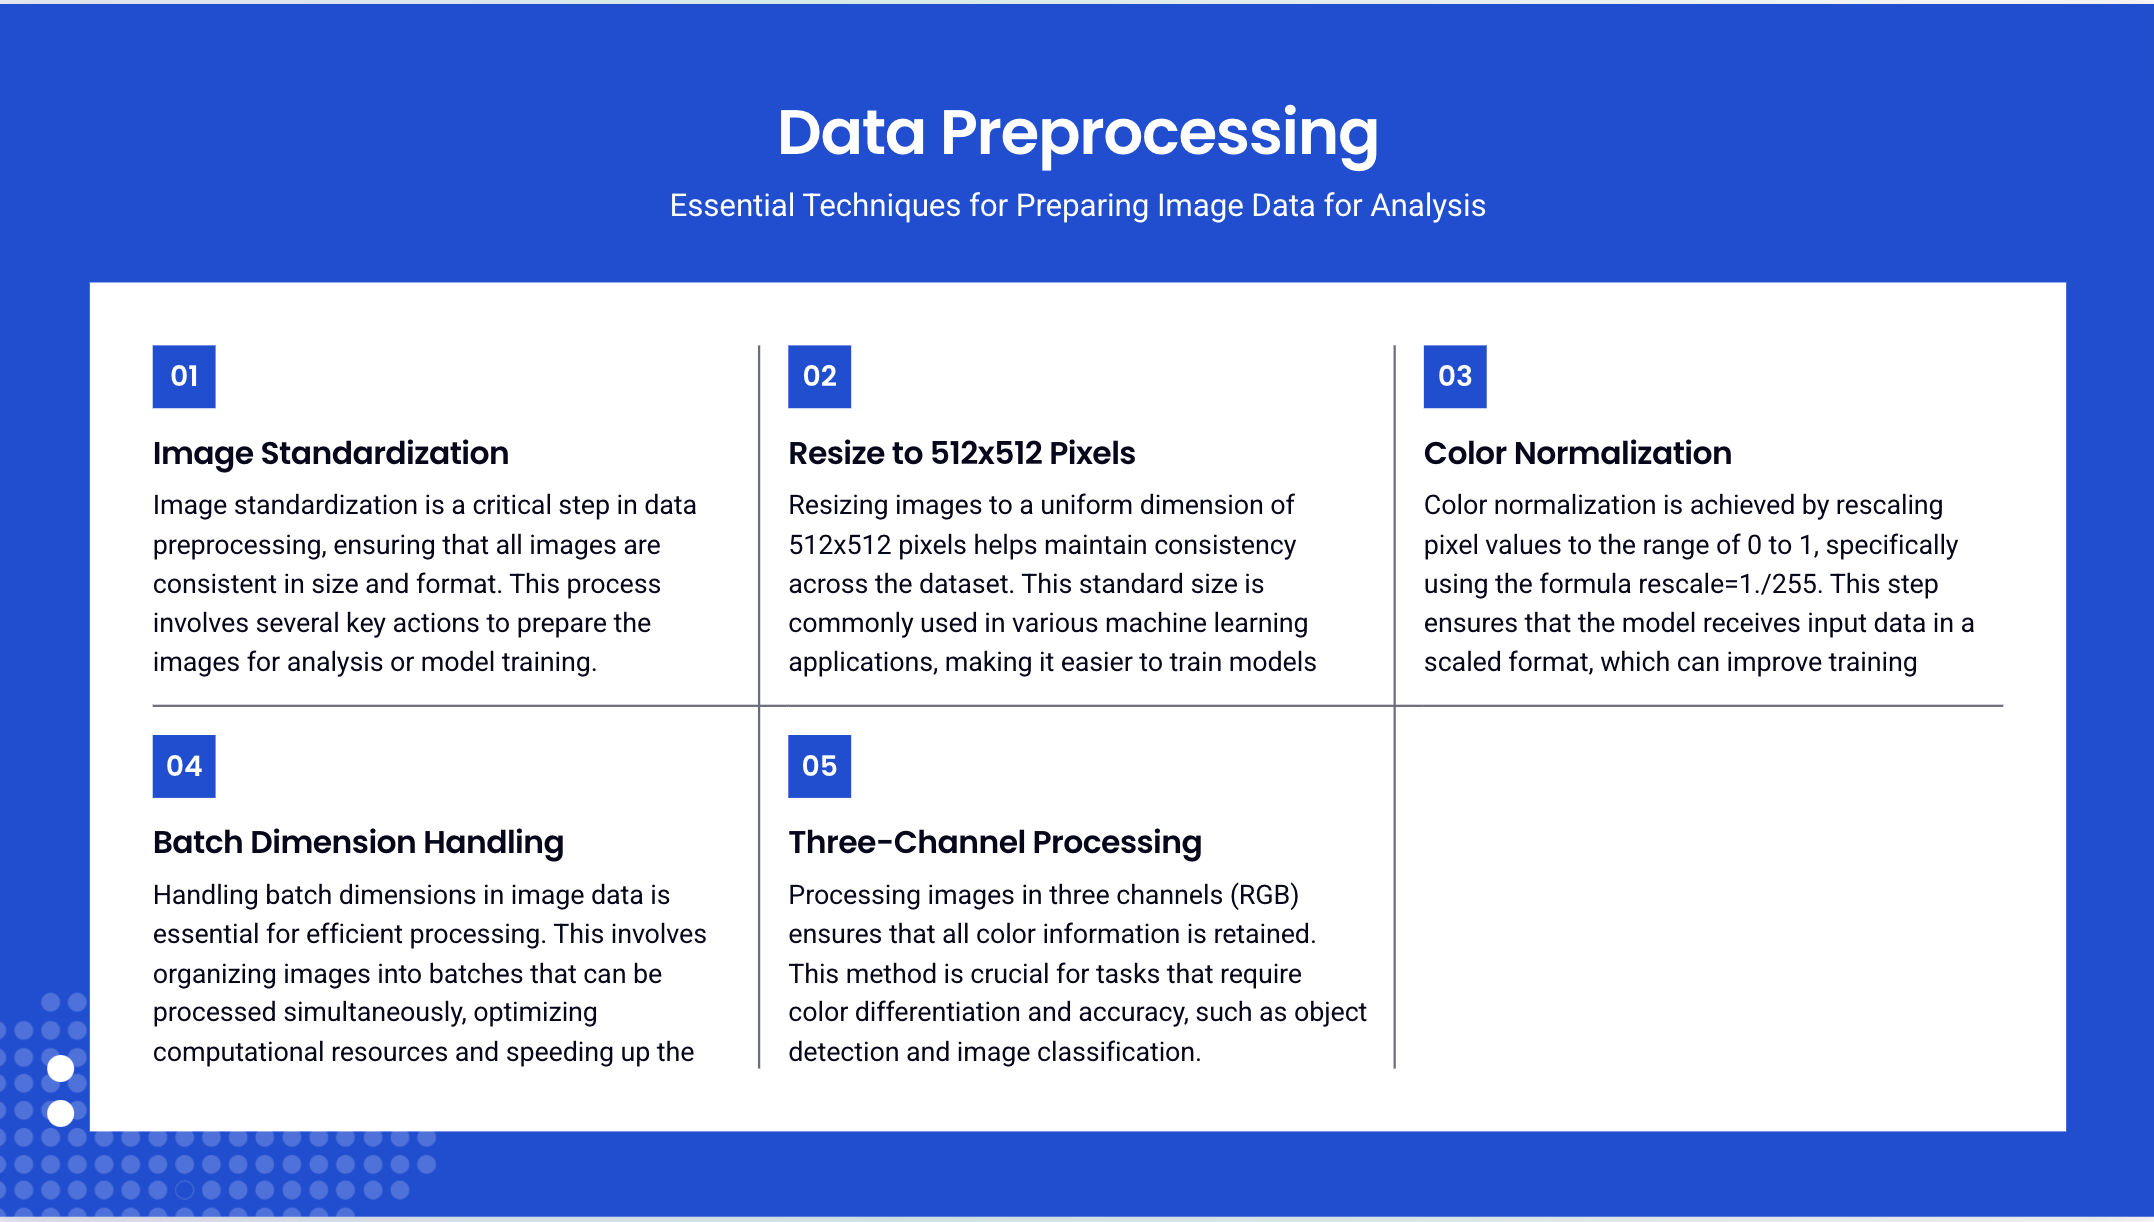 Data Preprocessing
Essential Techniques for Preparing Image Data for Analysis
01
Image Standardization
Image standardization is a critical step in data
preprocessing, ensuring that all images are
consistent in size and format. This process
involves several key actions to prepare the
images for analysis or model training.
02
Resize to 512x512 Pixels
Resizing images to a uniform dimension of
512x512 pixels helps maintain consistency
across the dataset. This standard size is
commonly used in various machine learning
applications, making it easier to train models
03
Color Normalization
Color normalization is achieved by rescaling
pixel values to the range of 0 to 1, specifically
using the formula rescale=1./255. This step
ensures that the model receives input data in a
scaled format, which can improve training
04
Batch Dimension Handling
Handling batch dimensions in image data is
essential for efficient processing. This involves
organizing images into batches that can be
processed simultaneously, optimizing
computational resources and speeding up the
05
Three-Channel Processing
Processing images in three channels (RGB)
ensures that all color information is retained.
This method is crucial for tasks that require
color differentiation and accuracy, such as object
detection and image classification.